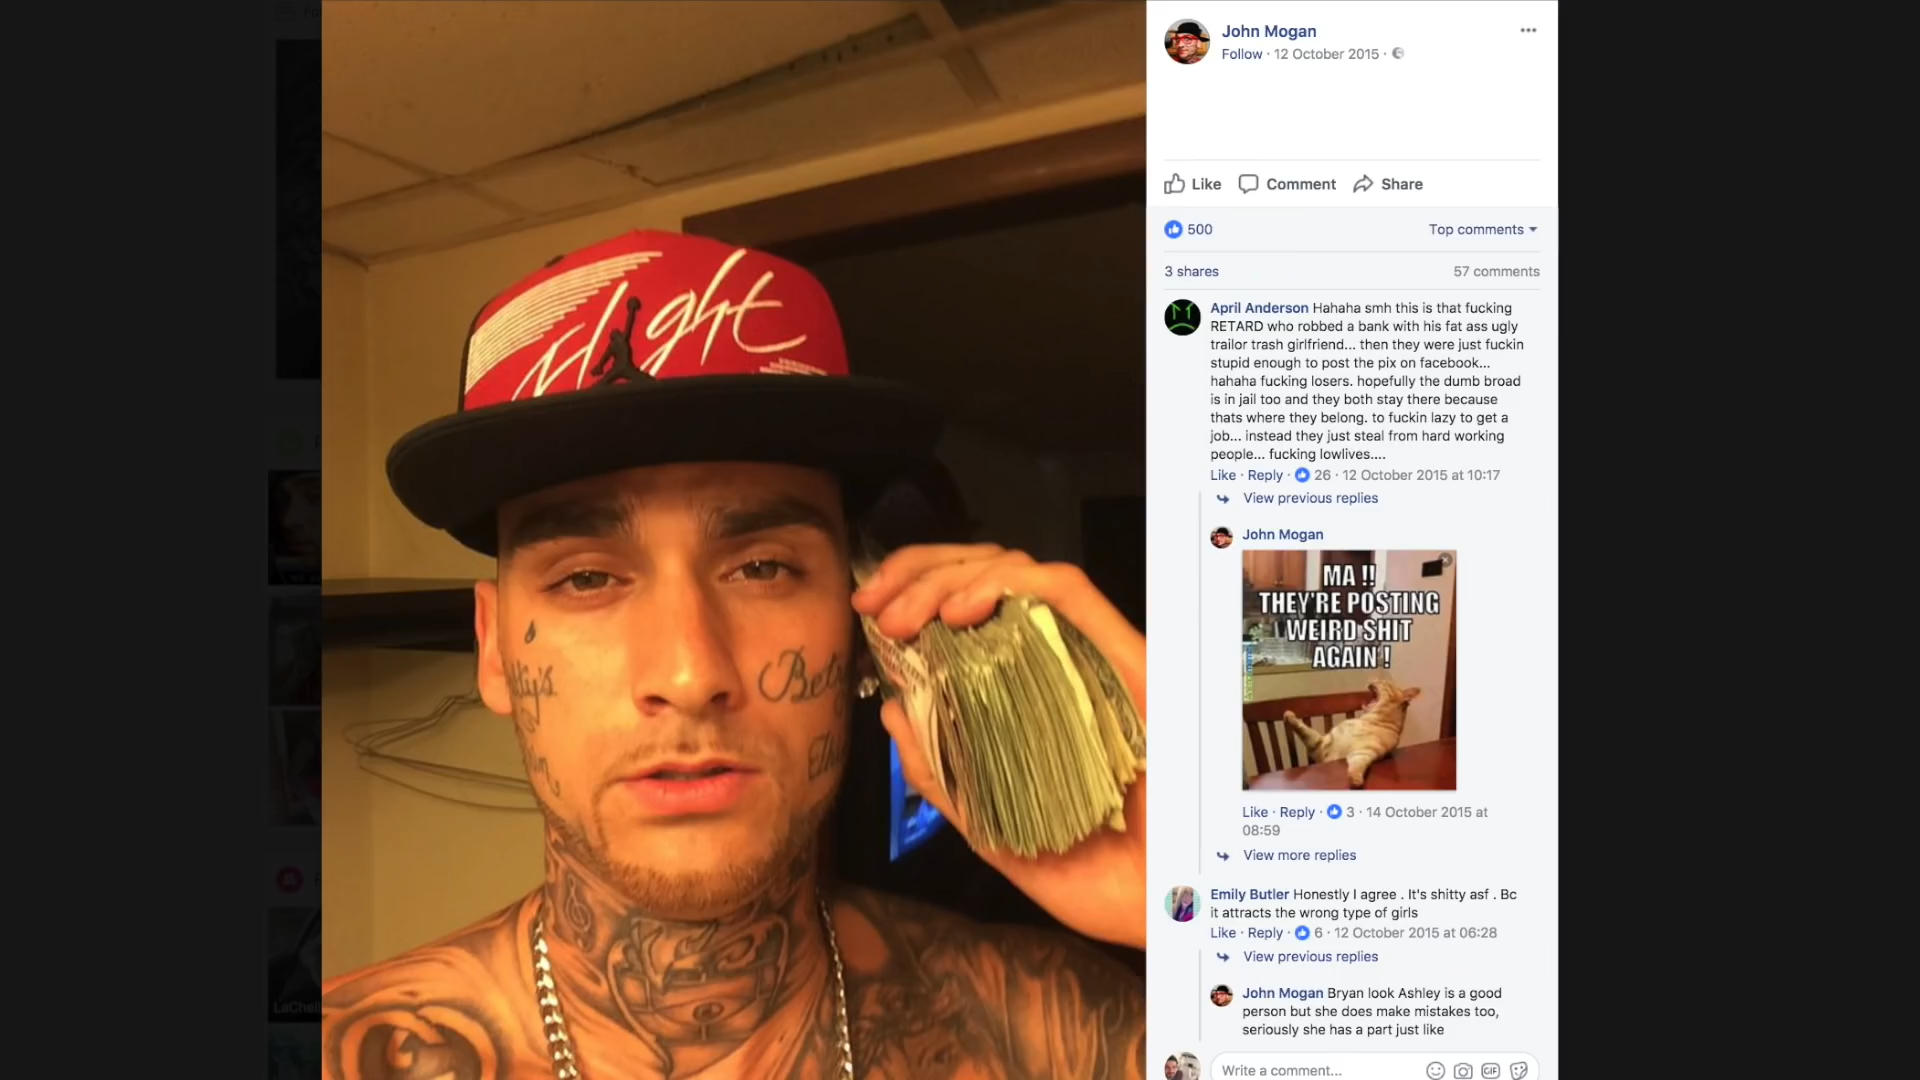 John Mogan
Follow · 12 October 2015 ·
Like Comment Share
500
Top comments
3 shares
57 comments
April Anderson Hahaha smh this is that fucking
RETARD who robbed a bank with his fat ass ugly
trailor trash girlfriend... then they were just fuckin
stupid enough to post the pix on facebook...
hahaha fucking losers. hopefully the dumb broad
is in jail too and they both stay there because
thats where they belong. to fuckin lazy to get a
job... instead they just steal from hard working
people... fucking lowlives....
Like · Reply · 26 · 12 October 2015 at 10:17
View previous replies
John Mogan
MA !!
THEY'RE POSTING
WEIRD SHIT
AGAIN !
Like · Reply · 3 · 14 October 2015 at
08:59
View more replies
Emily Butler Honestly I agree . It's shitty asf . Bc
it attracts the wrong type of girls
Like · Reply · 6 · 12 October 2015 at 06:28
View previous replies
John Mogan Bryan look Ashley is a good
person but she does make mistakes too,
seriously she has a part just like
Write a comment...
GIF
Flight